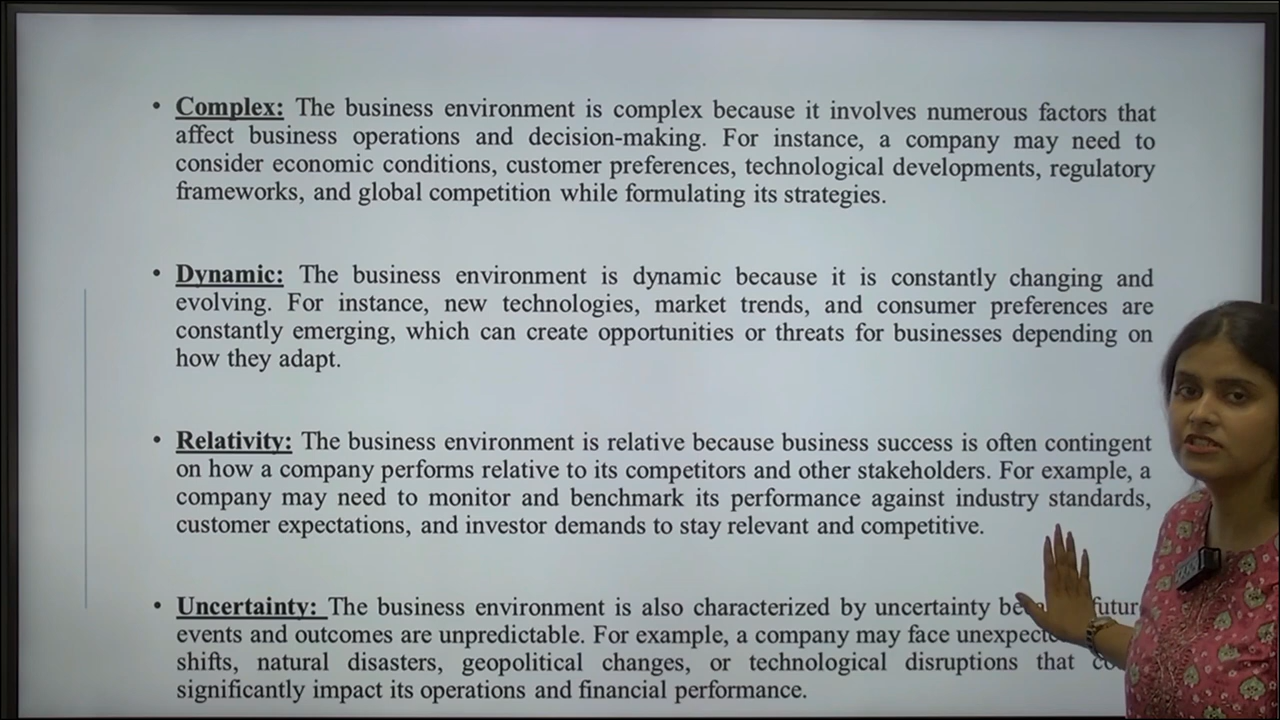 • Complex: The business environment is complex because it involves numerous factors that
affect business operations and decision-making. For instance, a company may need to
consider economic conditions, customer preferences, technological developments, regulatory
frameworks, and global competition while formulating its strategies.
• Dynamic: The business environment is dynamic because it is constantly changing and
evolving. For instance, new technologies, market trends, and consumer preferences are
constantly emerging, which can create opportunities or threats for businesses depending on
how they adapt.
• Relativity: The business environment is relative because business success is often contingent
on how a company performs relative to its competitors and other stakeholders. For example, a
company may need to monitor and benchmark its performance against industry standards,
customer expectations, and investor demands to stay relevant and competitive.
• Uncertainty: The business environment is also characterized by uncertainty
events and outcomes are unpredictable. For example, a company may face
shifts, natural disasters, geopolitical changes, or technological disruptions that
significantly impact its operations and financial performance.